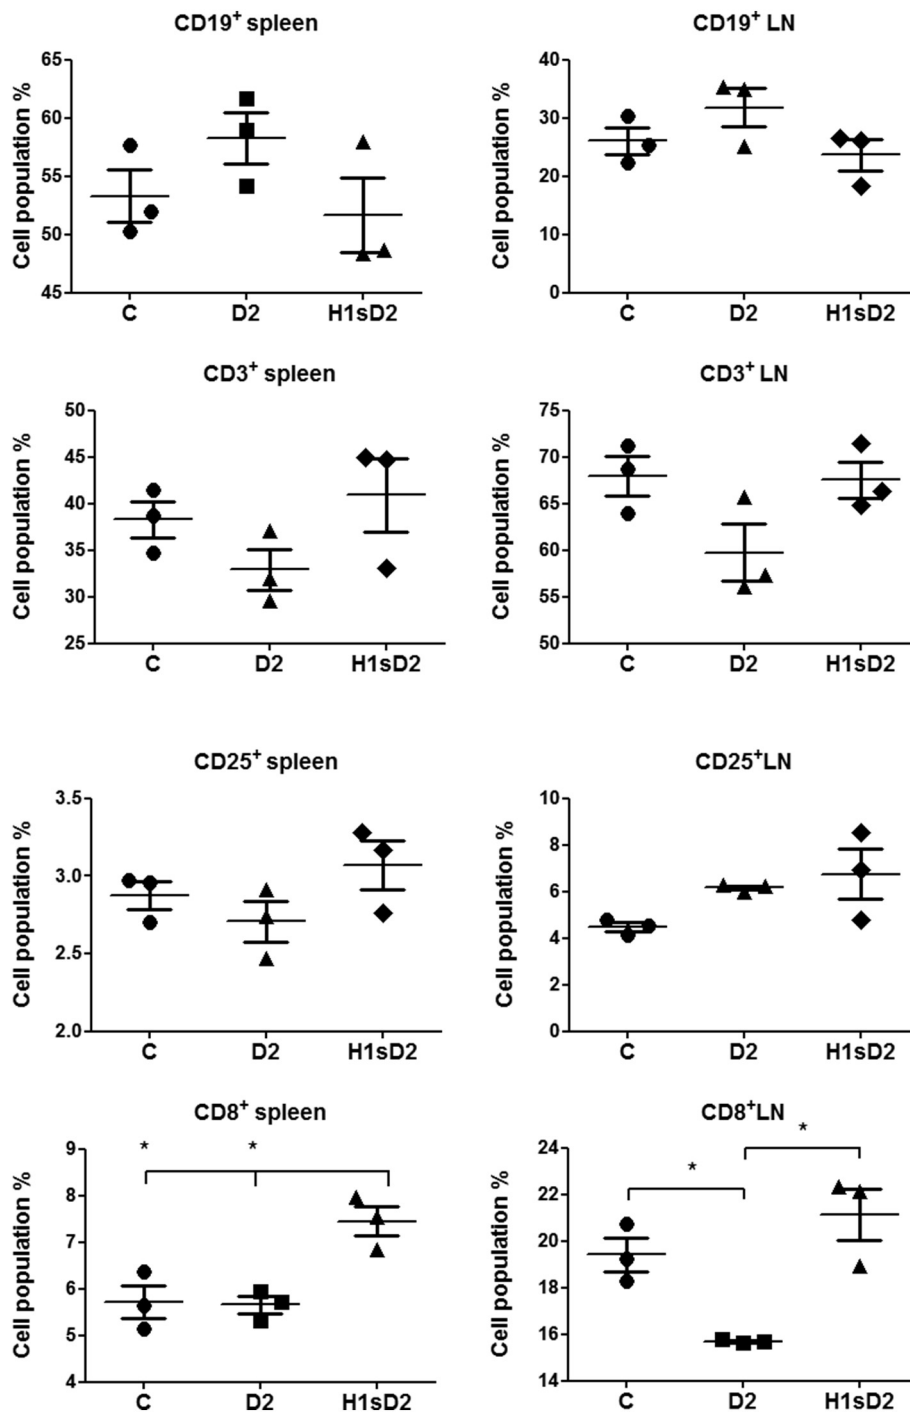 CD19+ spleen
Cell population %
65
60
55
50
45
C D2 H1sD2
CD19+ LN
Cell population %
40
30
20
10
0
C D2 H1sD2
CD3+ spleen
Cell population %
50
45
40
35
30
25
C D2 H1sD2
CD3+ LN
Cell population %
75
70
65
60
55
50
C D2 H1sD2
CD25+ spleen
Cell population %
3.5
3.0
2.5
2.0
C D2 H1sD2
CD25+LN
Cell population %
10
8
6
4
2
0
C D2 H1sD2
CD8+ spleen
* *
Cell population %
9
8
7
6
5
4
C D2 H1sD2
CD8+LN
* *
Cell population %
24
22
20
18
16
14
C D2 H1sD2